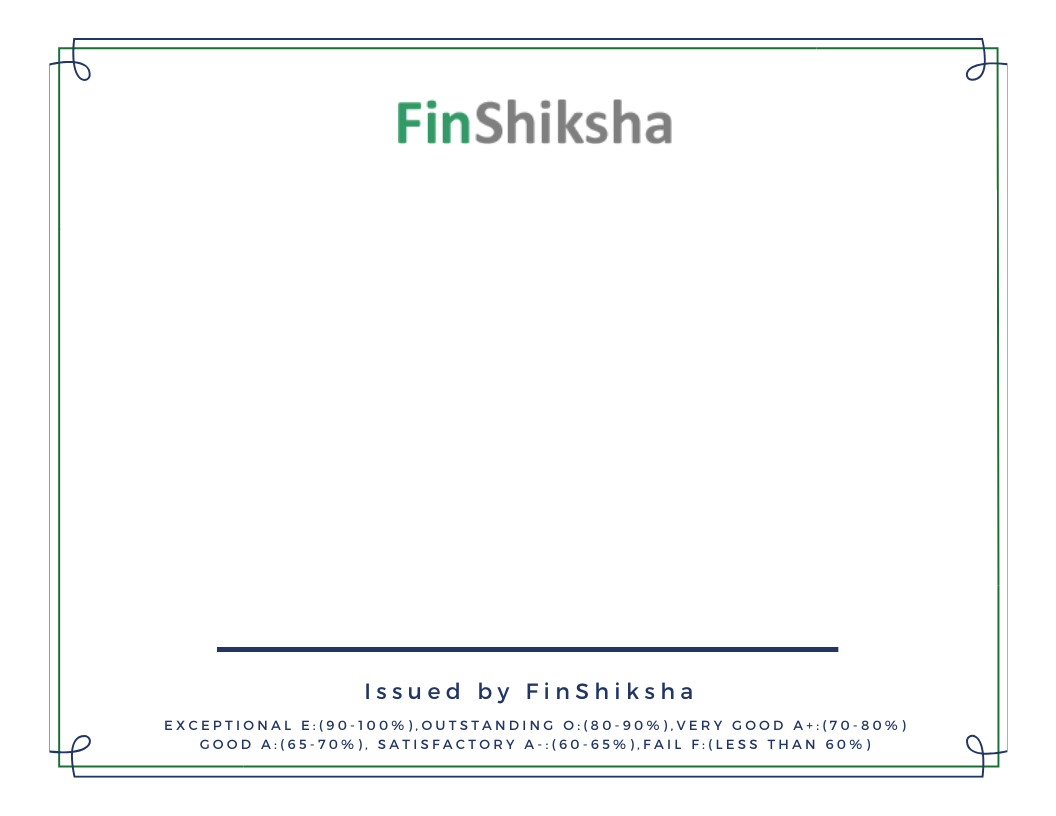 FinShiksha
Issued by FinShiksha
EXCEPTIONAL E:(90-100%),OUTSTANDING O:(80-90%),VERY GOOD A+:(70-80%)
GOOD A:(65-70%), SATISFACTORY A-:(60-65%),FAIL F:(LESS THAN 60%)